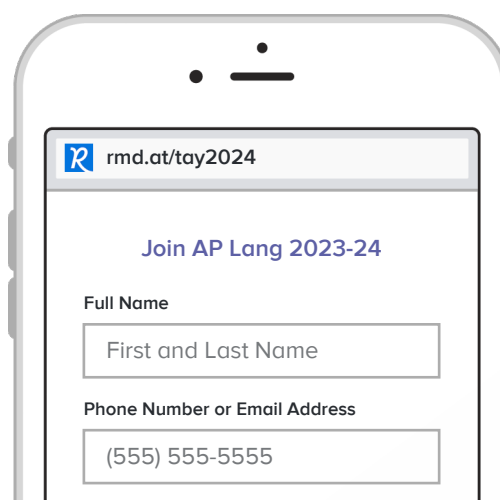 rmd.at/tay2024
Join AP Lang 2023-24
Full Name
First and Last Name
Phone Number or Email Address
(555) 555-5555